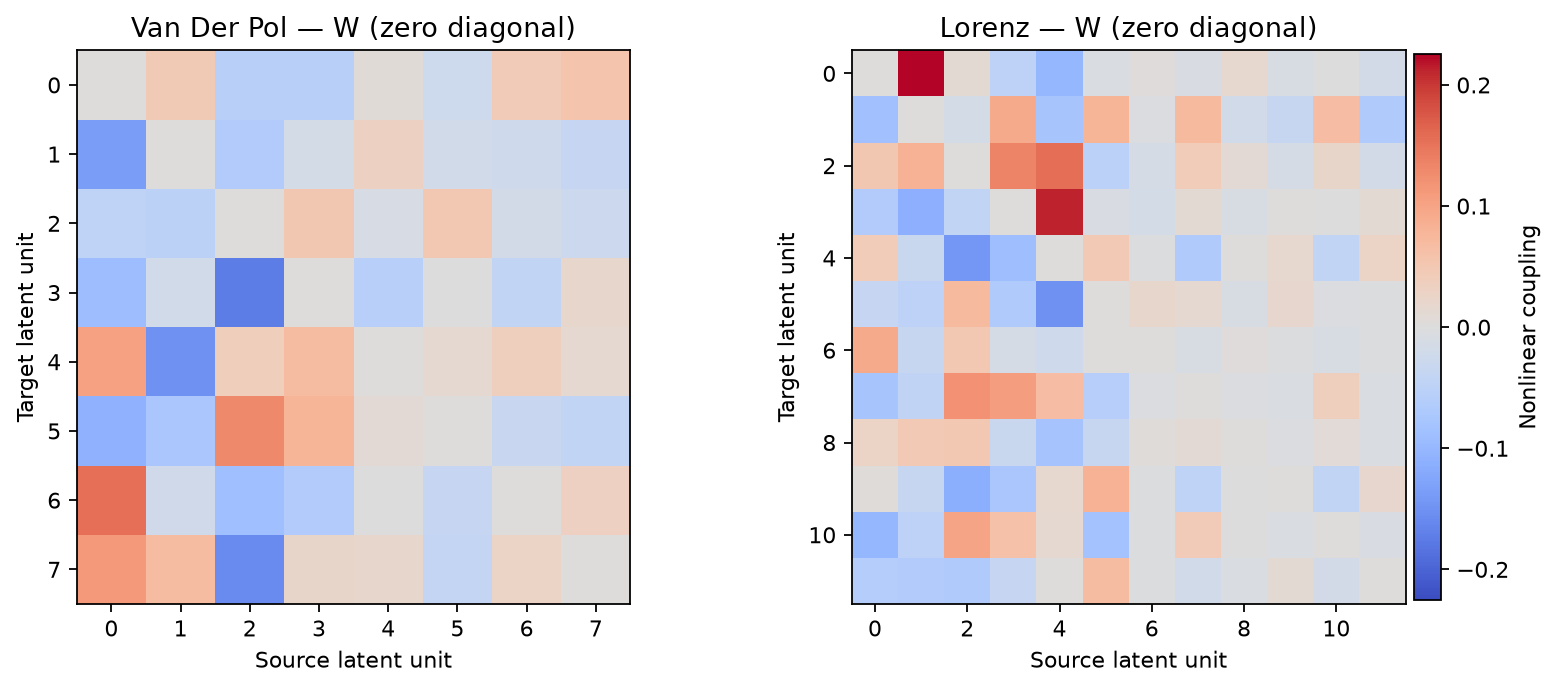 Van Der Pol — W (zero diagonal)
0
1
2
3
4
5
6
7
Target latent unit
0 1 2 3 4 5 6 7
Source latent unit
Lorenz — W (zero diagonal)
0
2
4
6
8
10
Target latent unit
0 2 4 6 8 10
Source latent unit
0.2
0.1
0.0
−0.1
−0.2
Nonlinear coupling